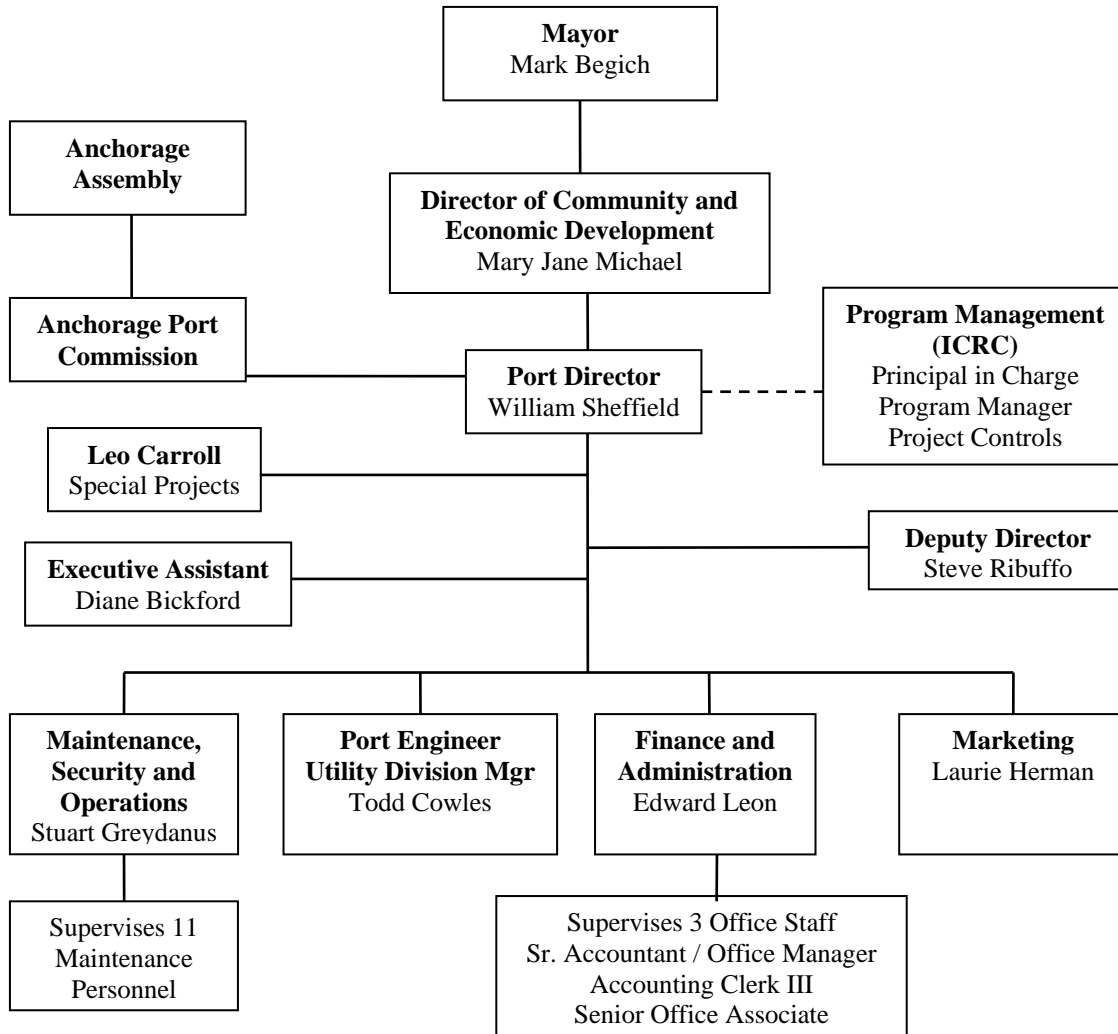 Mayor
Mark Begich
Anchorage
Assembly
Director of Community and
Economic Development
Mary Jane Michael
Anchorage Port
Commission
Port Director
William Sheffield
Program Management
(ICRC)
Principal in Charge
Program Manager
Project Controls
Leo Carroll
Special Projects
Deputy Director
Steve Ribuffo
Executive Assistant
Diane Bickford
Maintenance,
Security and
Operations
Stuart Greydanus
Port Engineer
Utility Division Mgr
Todd Cowles
Finance and
Administration
Edward Leon
Marketing
Laurie Herman
Supervises 11
Maintenance
Personnel
Supervises 3 Office Staff
Sr. Accountant / Office Manager
Accounting Clerk III
Senior Office Associate